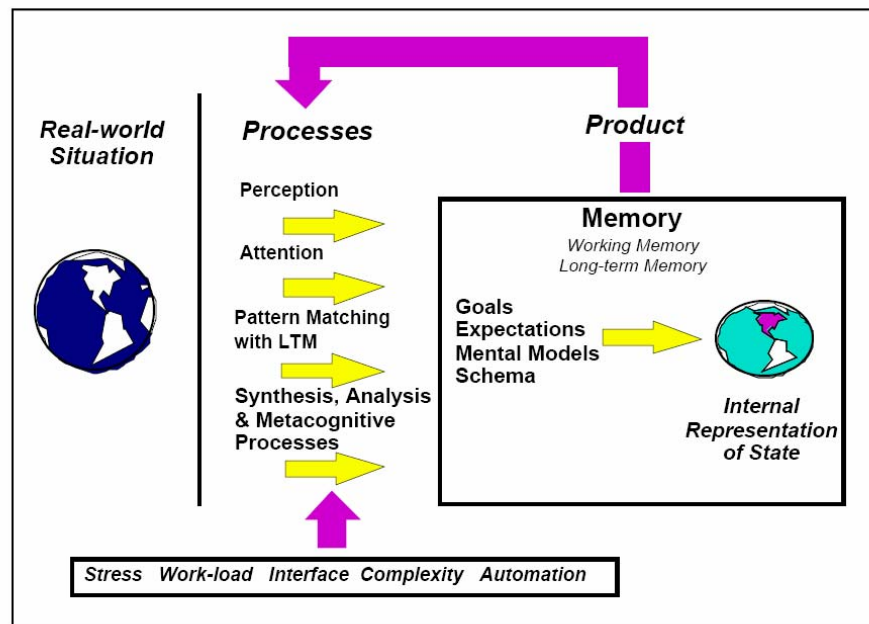 Real-world
Situation
Processes
Product
Perception
Attention
Pattern Matching
with LTM
Synthesis, Analysis
& Metacognitive
Processes
Memory
Working Memory
Long-term Memory
Goals
Expectations
Mental Models
Schema
Internal
Representation
of State
Stress Work-load Interface Complexity Automation